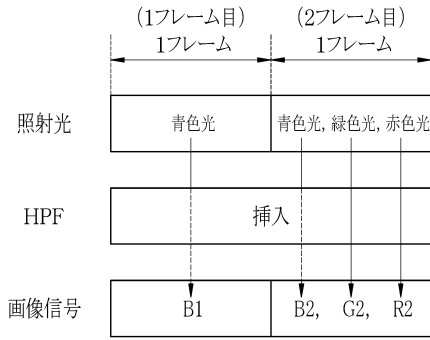 （1フレーム目）（2フレーム目）
1フレーム 1フレーム
照射光 青色光 青色光, 緑色光, 赤色光
HPF 挿入
画像信号 B1 B2, G2, R2